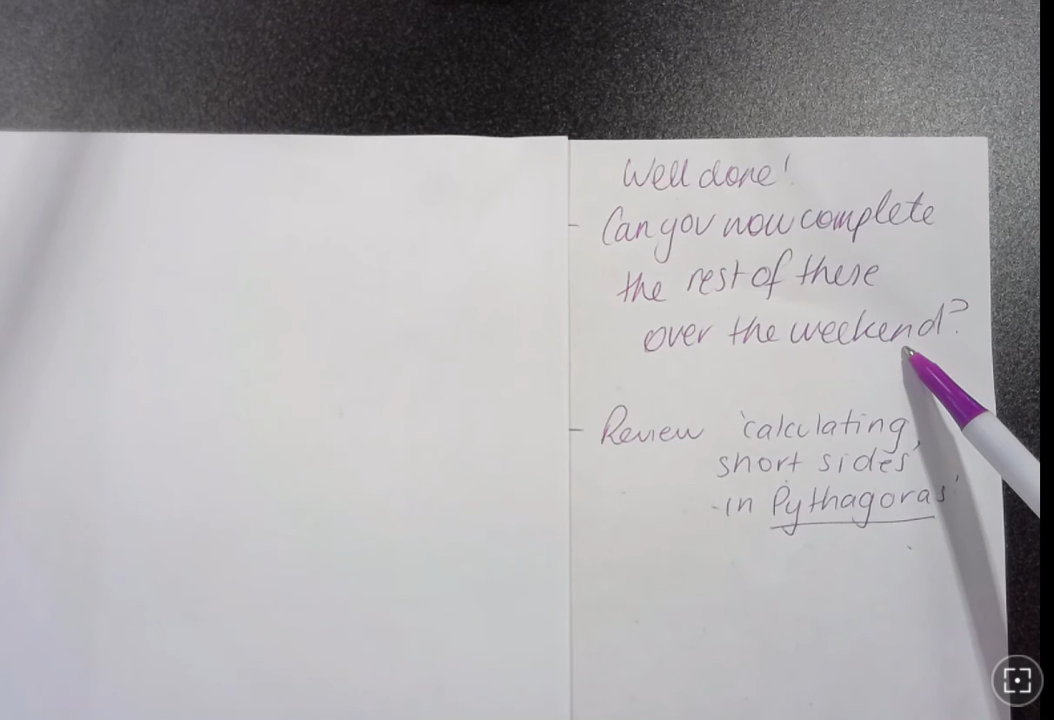 Well done!
- Can you now complete
the rest of these
over the weekend?
- Review 'calculating
short sides'
-in Pythagoras'